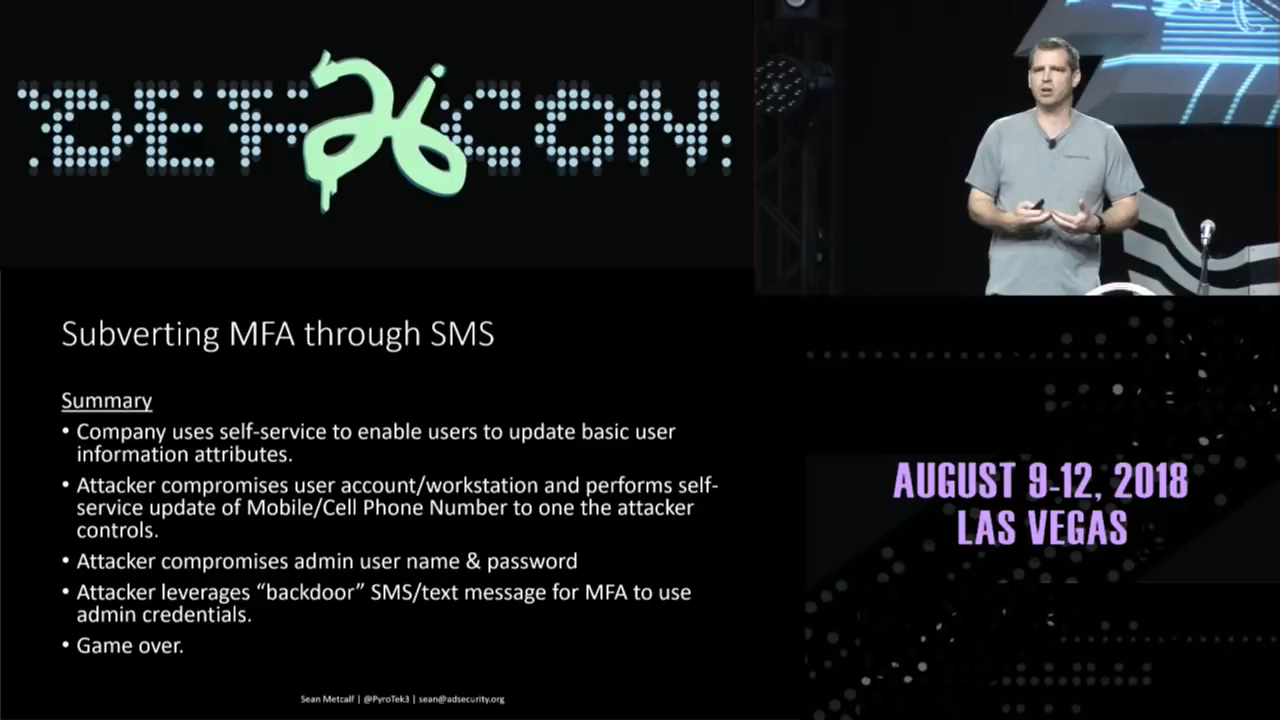 DEF 26 CON
Subverting MFA through SMS
Summary
• Company uses self-service to enable users to update basic user
information attributes.
• Attacker compromises user account/workstation and performs self-
service update of Mobile/Cell Phone Number to one the attacker
controls.
• Attacker compromises admin user name & password
• Attacker leverages “backdoor” SMS/text message for MFA to use
admin credentials.
• Game over.
Sean Metcalf | @PyroTek3 | sean@adsecurity.org
AUGUST 9-12, 2018
LAS VEGAS